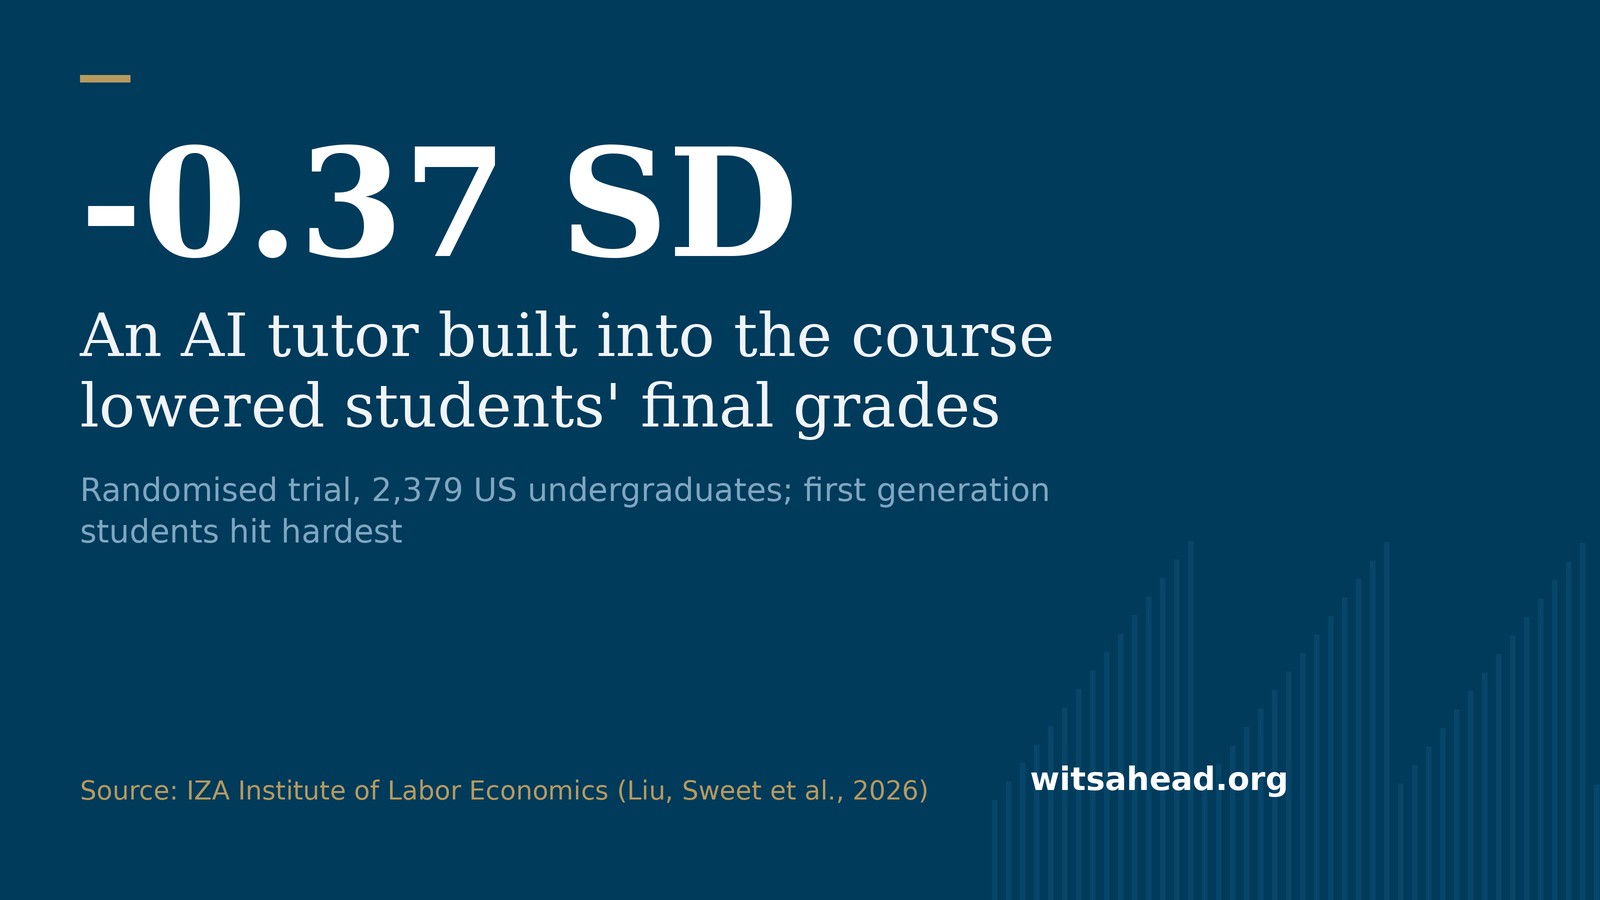 -0.37 SD
An AI tutor built into the course
lowered students' final grades
Randomised trial, 2,379 US undergraduates; first generation
students hit hardest
Source: IZA Institute of Labor Economics (Liu, Sweet et al., 2026)
witsahead.org